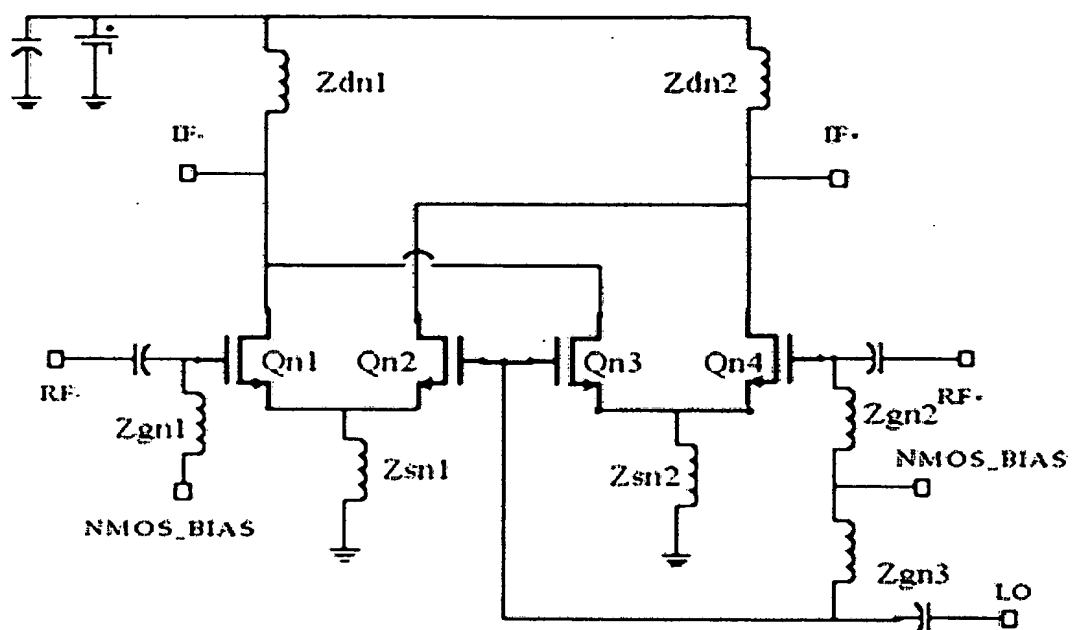 Zdn1
Zdn2
IF-
IF+
Qn1
Qn2
Qn3
Qn4
RF-
RF+
Zgn1
Zgn2
Zsn1
Zsn2
NMOS_BIAS
NMOS_BIAS
Zgn3
LO